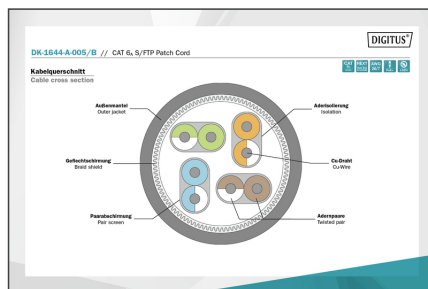 DIGITUS®
DK-1644-A-005/B // CAT 6A S/FTP Patch Cord
Kabelquerschnitt
Cable cross section
Außenmantel
Outer jacket
Aderisolierung
Isolation
Geflechtschirmung
Braid shield
Cu-Draht
Cu-Wire
Paarabschirmung
Pair screen
Adernpaare
Twisted pair